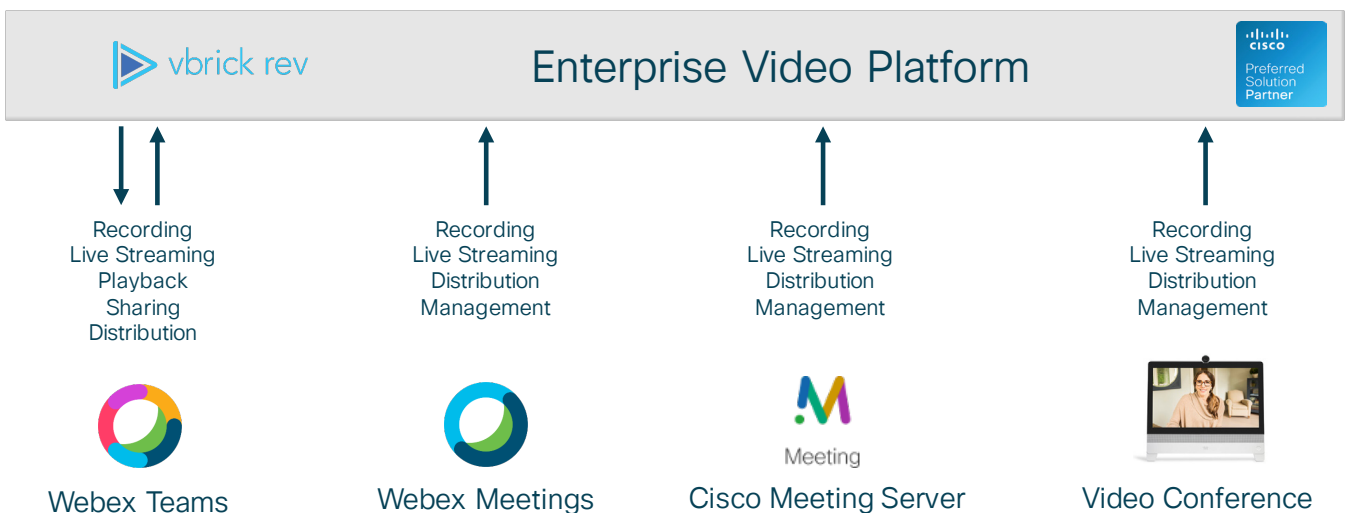 vbrick rev
Enterprise Video Platform
CISCO
Preferred
Solution
Partner
Recording
Live Streaming
Playback
Sharing
Distribution
Recording
Live Streaming
Distribution
Management
Recording
Live Streaming
Distribution
Management
Recording
Live Streaming
Distribution
Management
Meeting
Webex Teams
Webex Meetings
Cisco Meeting Server
Video Conference